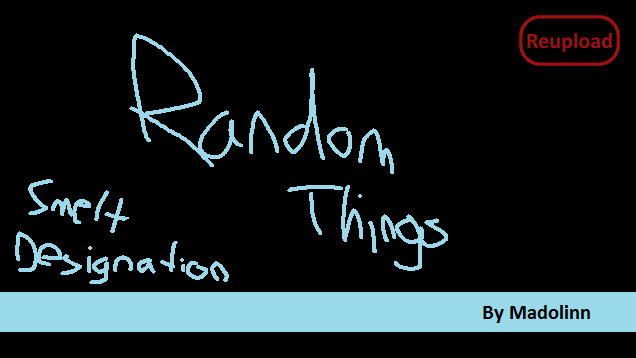 Reupload
Random
Things
Smelt
Designation
By Madolinn